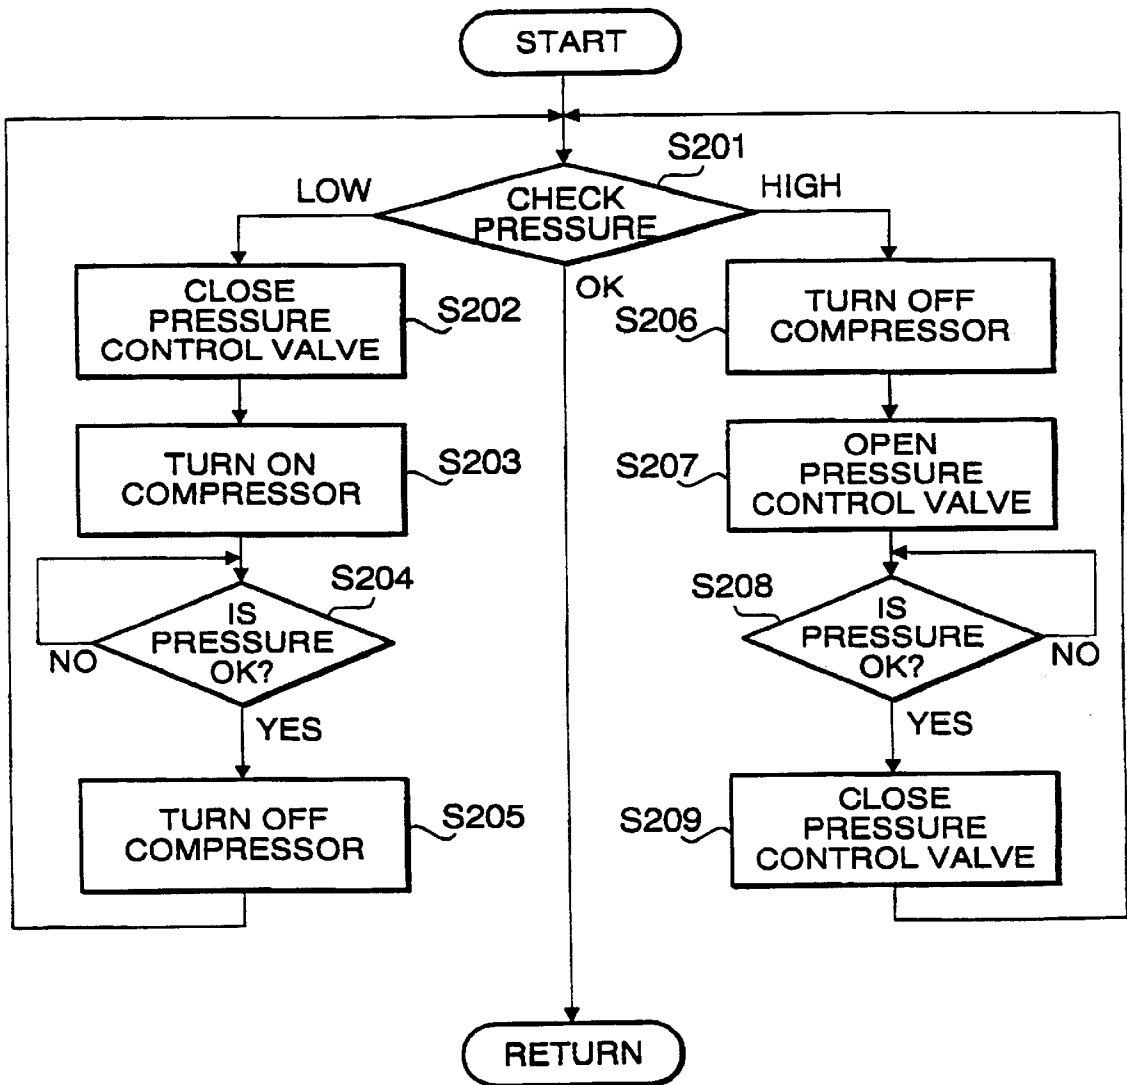 START
S201
LOW
CHECK
PRESSURE
HIGH
OK
CLOSE
PRESSURE
CONTROL VALVE
S202
TURN ON
COMPRESSOR
S203
S204
IS
PRESSURE
OK?
NO
YES
TURN OFF
COMPRESSOR
S205
S206
TURN OFF
COMPRESSOR
S207
OPEN
PRESSURE
CONTROL VALVE
S208
IS
PRESSURE
OK?
NO
YES
S209
CLOSE
PRESSURE
CONTROL VALVE
RETURN